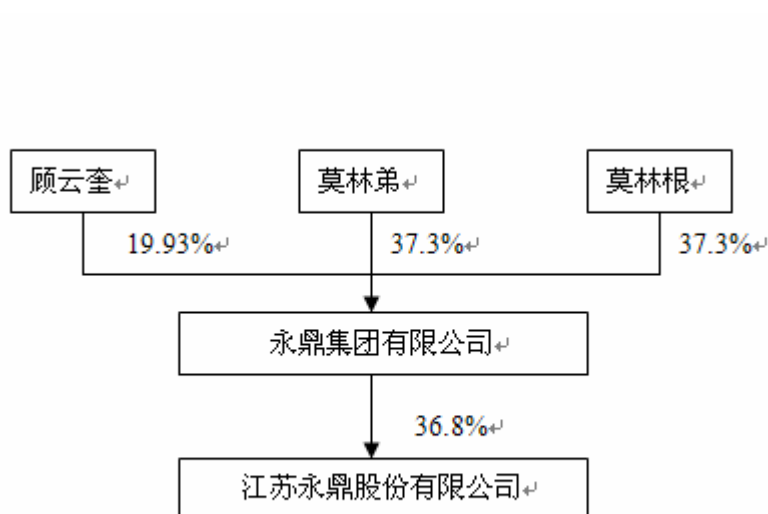 顾云奎
莫林弟
莫林根
19.93%
37.3%
37.3%
永鼎集团有限公司
36.8%
江苏永鼎股份有限公司